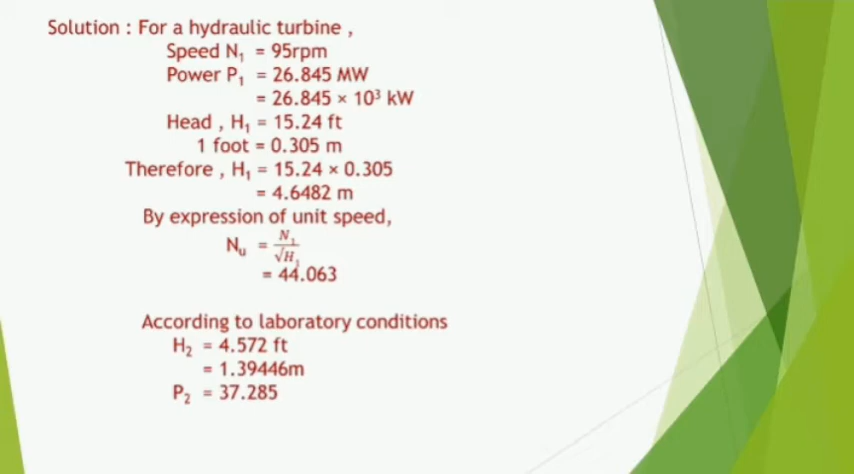 Solution : For a hydraulic turbine ,
Speed N₁ = 95rpm
Power P₁ = 26.845 MW
= 26.845 × 10³ kW
Head , H₁ = 15.24 ft
1 foot = 0.305 m
Therefore , H₁ = 15.24 × 0.305
= 4.6482 m
By expression of unit speed,
Nᵤ = N₁/√H₁
= 44.063
According to laboratory conditions
H₂ = 4.572 ft
= 1.39446m
P₂ = 37.285